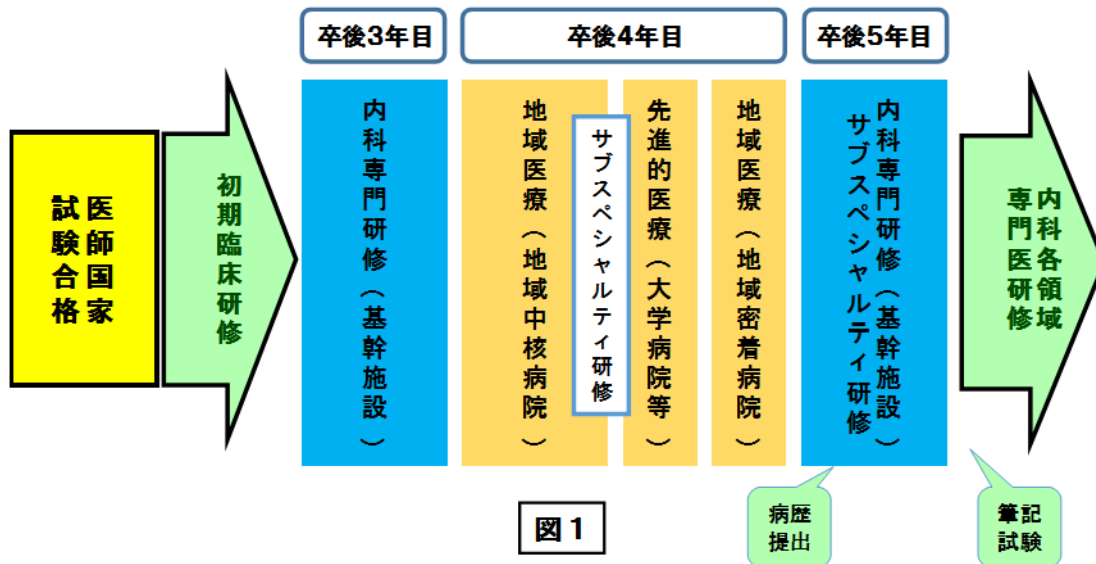 卒後3年目
卒後4年目
卒後5年目
医師国家
試験合格
初期臨床研修
内科専門研修（基幹施設）
地域医療（地域中核病院）
サブスペシャルティ研修
先進的医療（大学病院等）
地域医療（地域密着病院）
内科専門研修（基幹施設）
サブスペシャルティ研修
内科各領域
専門医研修
病歴
提出
筆記
試験
図1